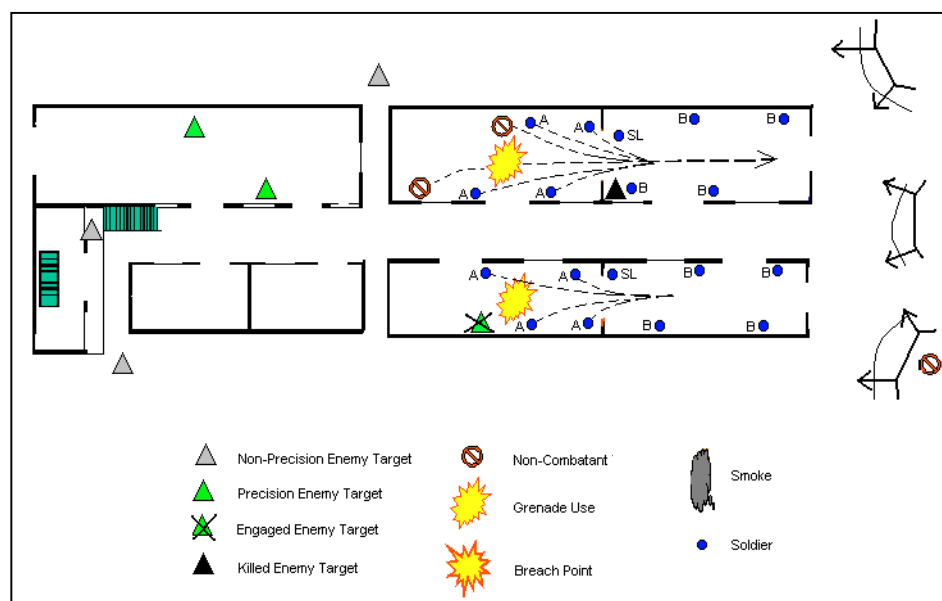 A
A
SL
B
B
A
A
B
B
A
A
SL
B
B
A
A
B
B
Non-Precision Enemy Target
Non-Combatant
Smoke
Precision Enemy Target
Grenade Use
Engaged Enemy Target
Soldier
Killed Enemy Target
Breach Point